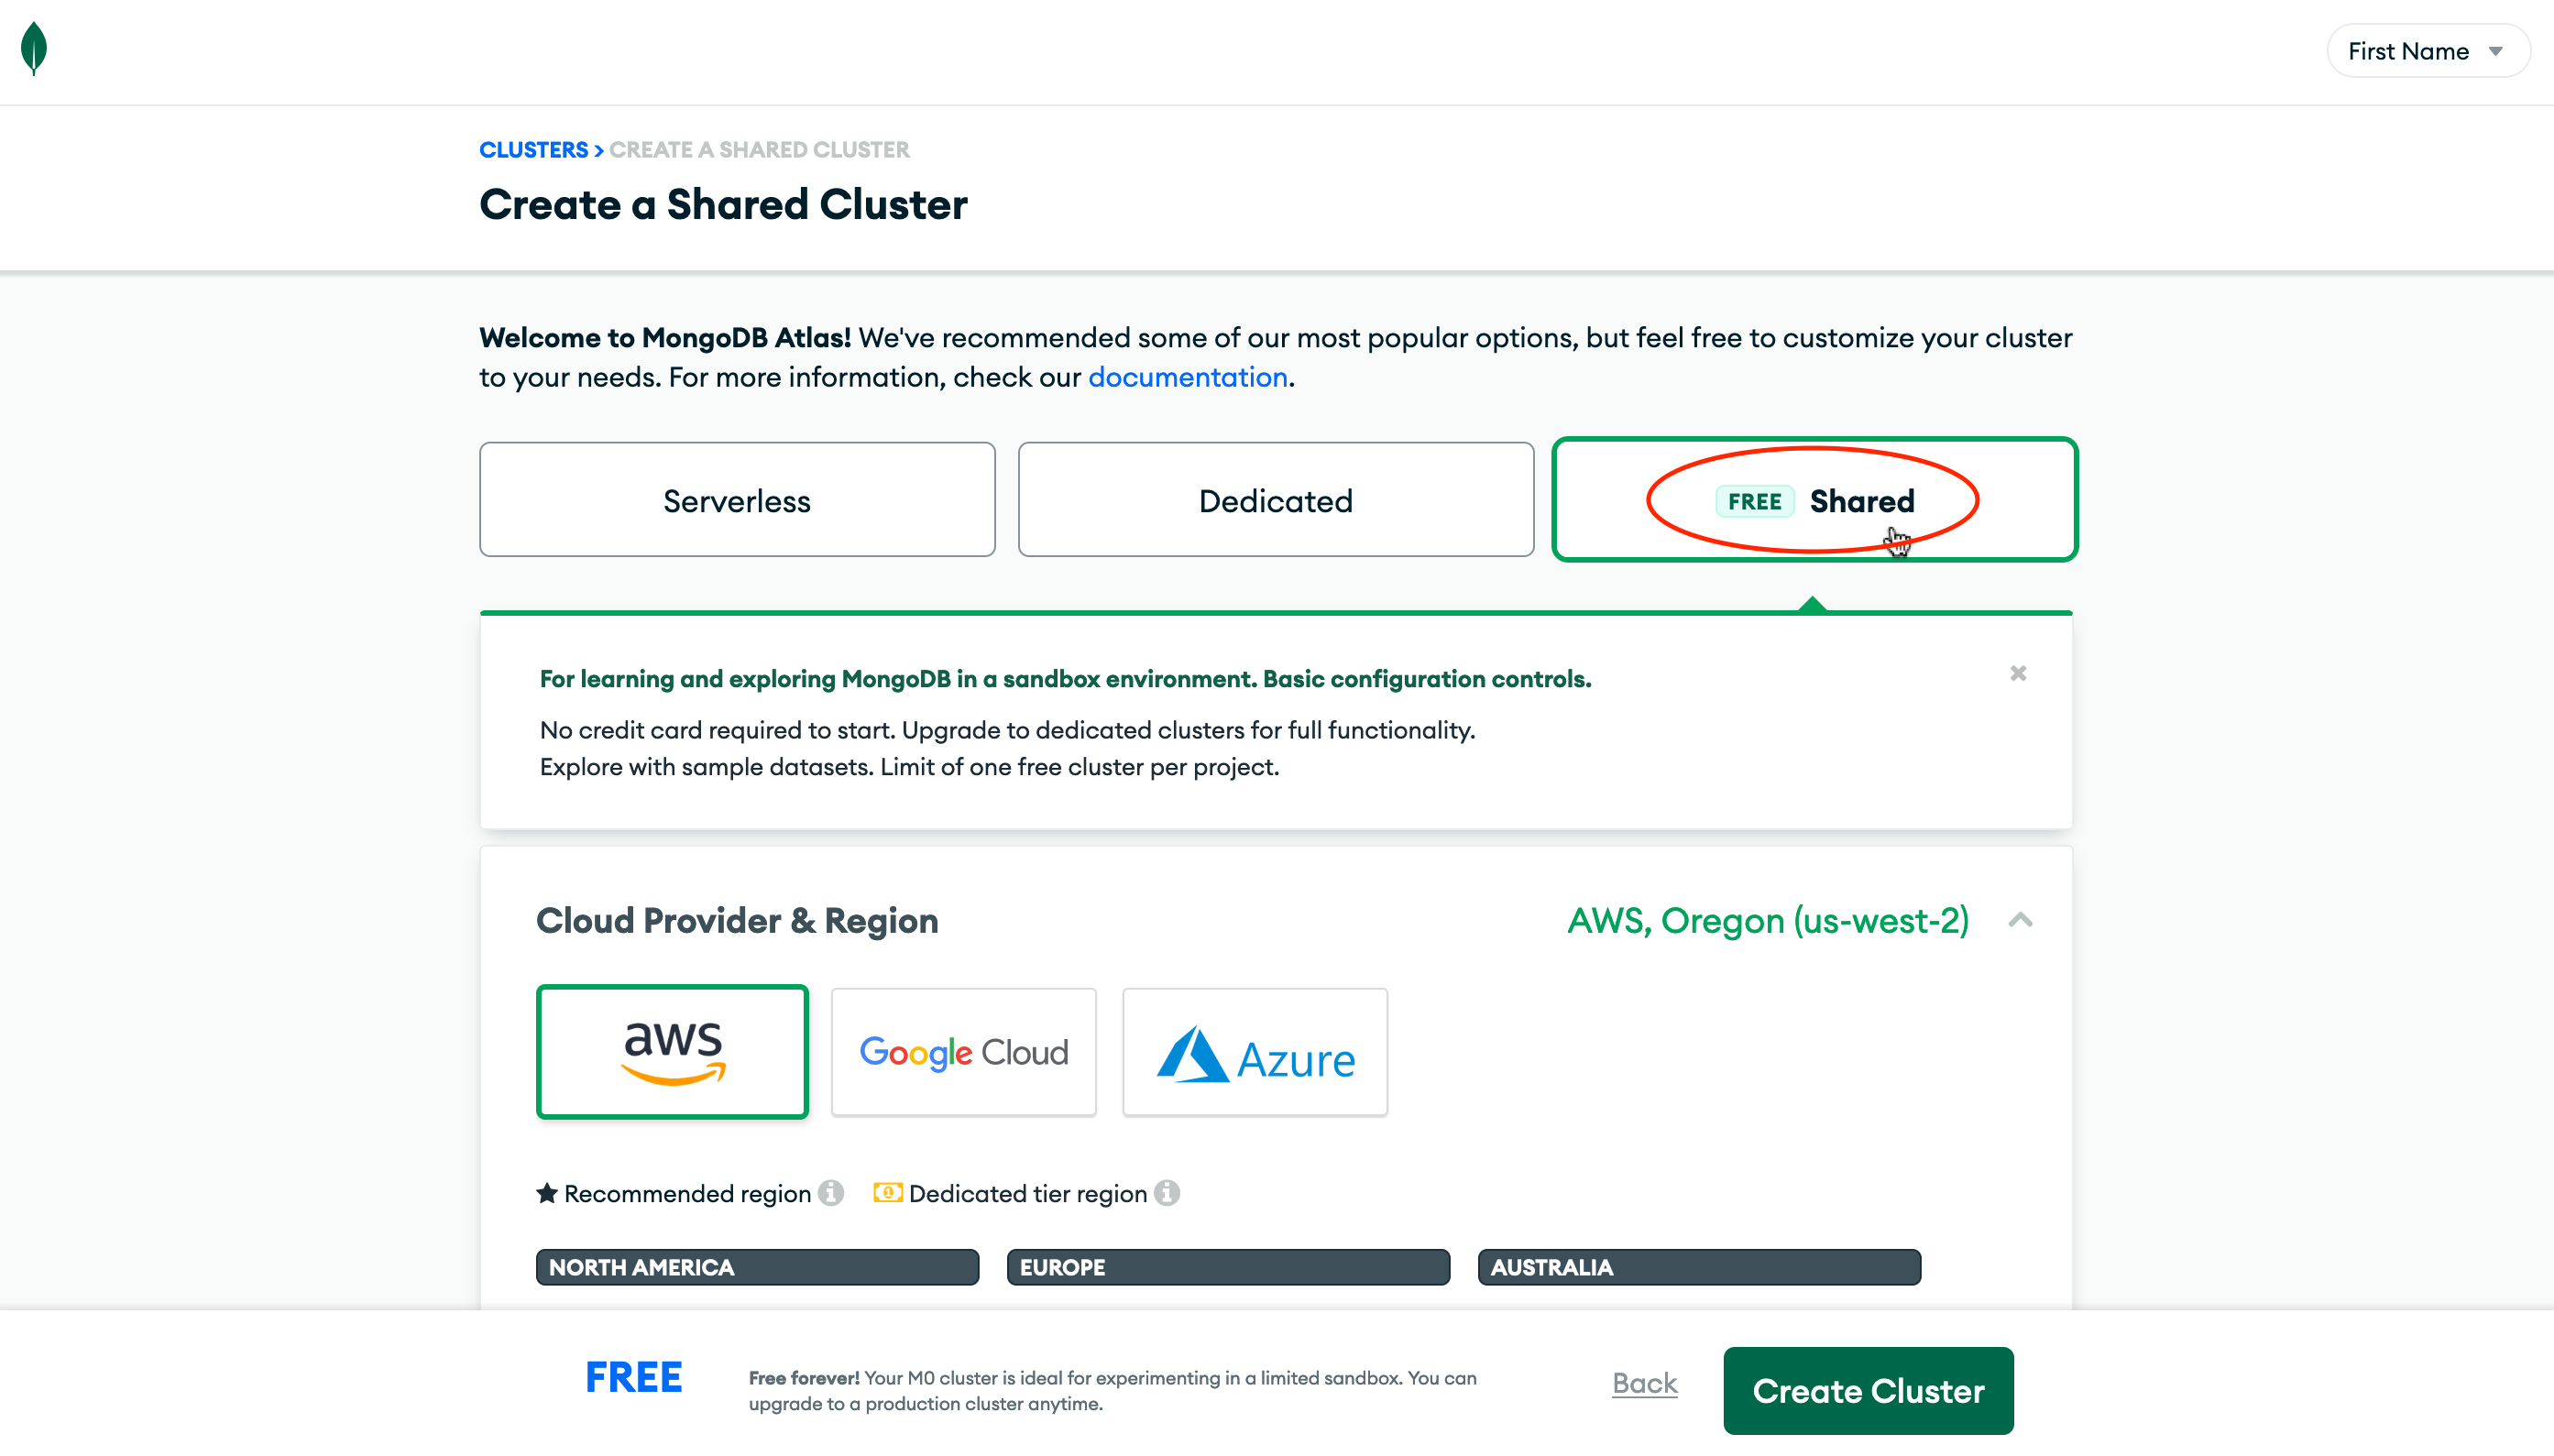 First Name
CLUSTERS > CREATE A SHARED CLUSTER
Create a Shared Cluster
Welcome to MongoDB Atlas! We've recommended some of our most popular options, but feel free to customize your cluster
to your needs. For more information, check our documentation.
Serverless
Dedicated
FREE Shared
For learning and exploring MongoDB in a sandbox environment. Basic configuration controls.
No credit card required to start. Upgrade to dedicated clusters for full functionality.
Explore with sample datasets. Limit of one free cluster per project.
Cloud Provider & Region
AWS, Oregon (us-west-2)
aws
Google Cloud
Azure
Recommended region
Dedicated tier region
NORTH AMERICA
EUROPE
AUSTRALIA
FREE
Free forever! Your M0 cluster is ideal for experimenting in a limited sandbox. You can
upgrade to a production cluster anytime.
Back
Create Cluster